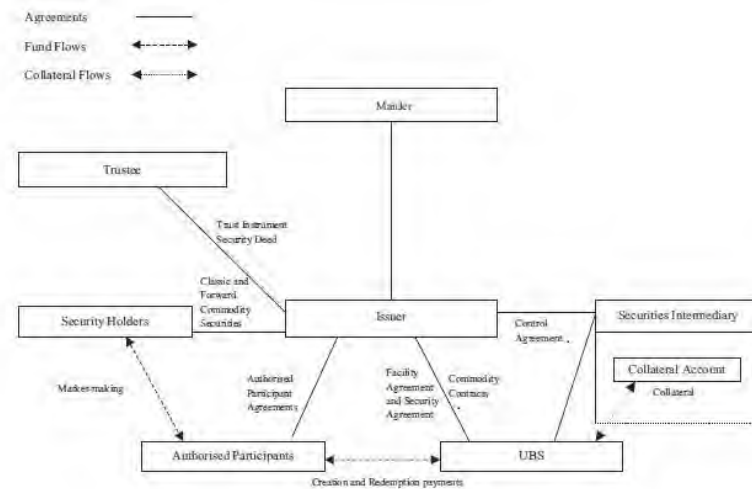 Agreements
Fund Flows
Collateral Flows
Manler
Trustee
Trust Instrument
Security Deed
Classic and
Forward
Commodity
Securities
Security Holders
Issuer
Securities Intermediary
Control
Agreement
Collateral Account
Collateral
Market-making
Authorised
Participant
Agreements
Facility
Agreement
and Security
Agreement
Commodity
Contracts
Authorised Participants
UBS
Creation and Redemption payments